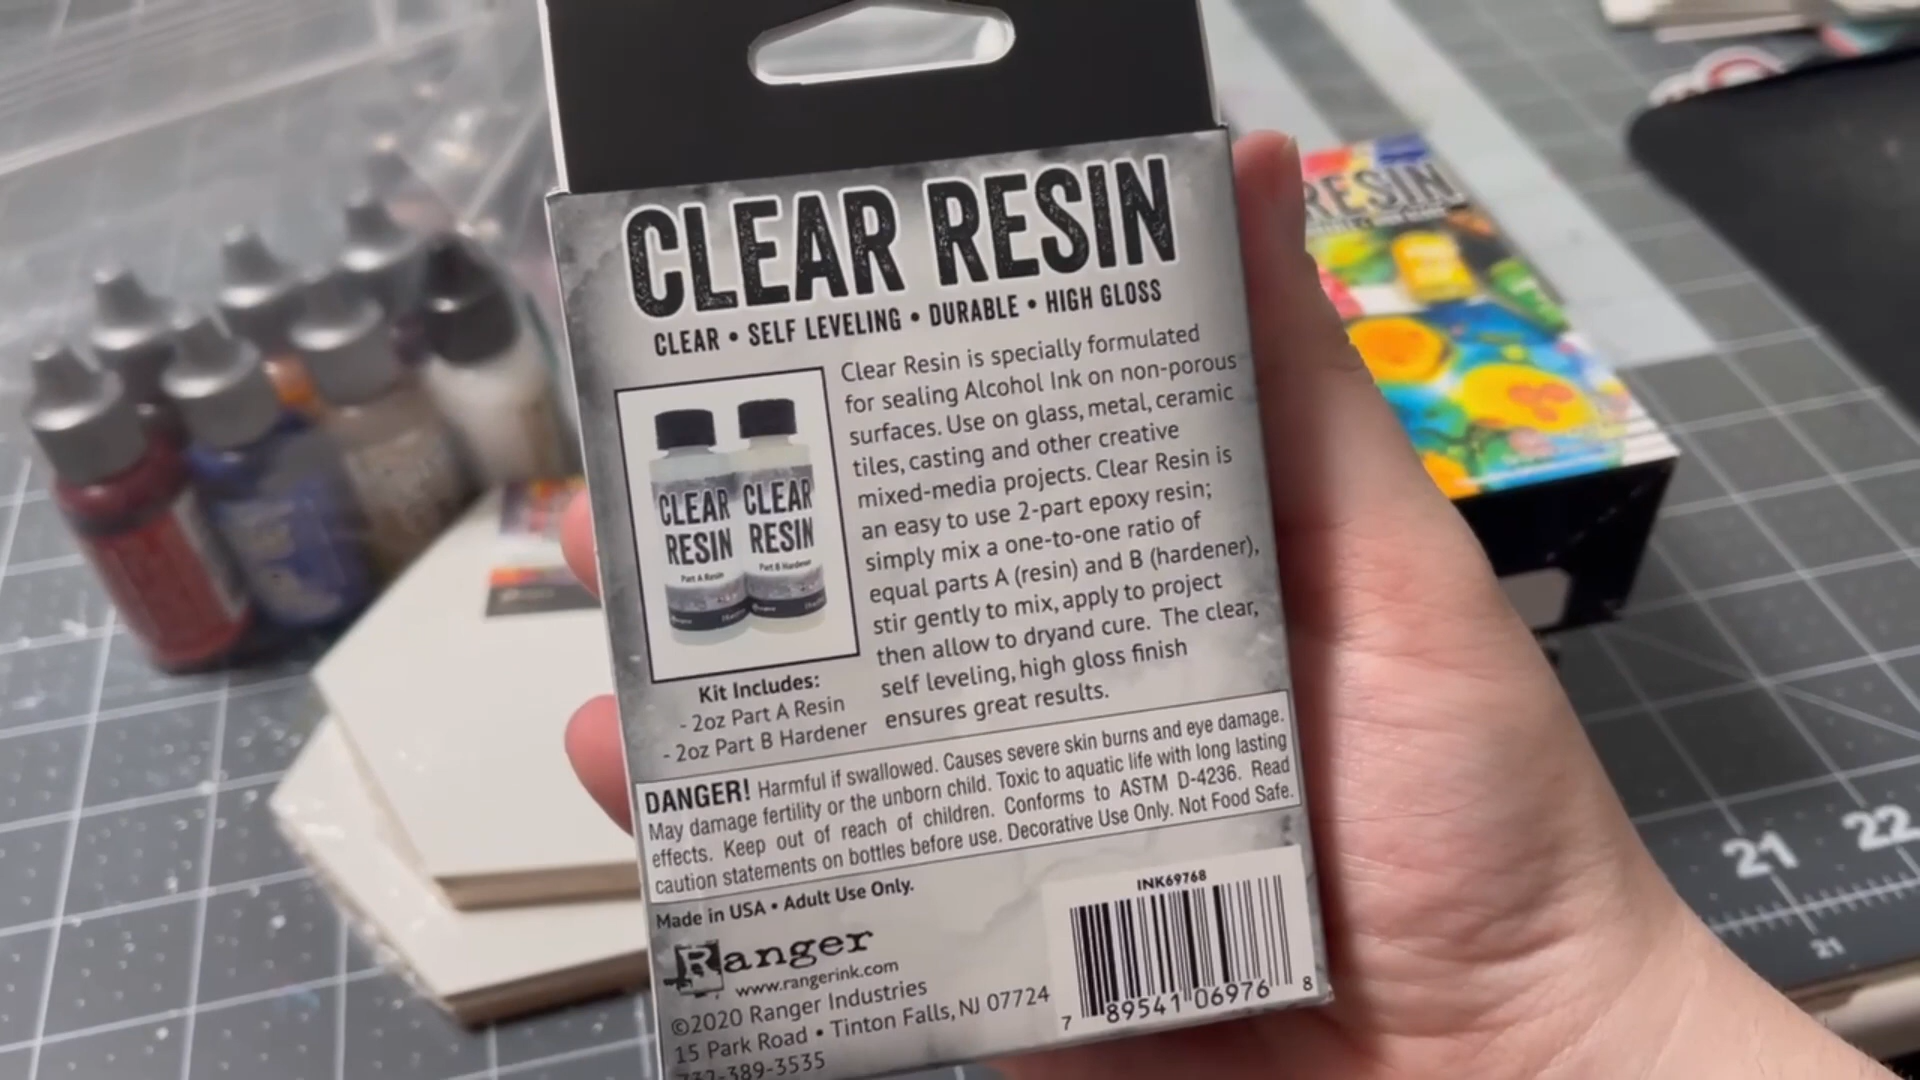 CLEAR RESIN
CLEAR • SELF LEVELING • DURABLE • HIGH GLOSS
Clear Resin is specially formulated
for sealing Alcohol Ink on non-porous
surfaces. Use on glass, metal, ceramic
tiles, casting and other creative
mixed-media projects. Clear Resin is
an easy to use 2-part epoxy resin;
simply mix a one-to-one ratio of
equal parts A (resin) and B (hardener),
stir gently to mix, apply to project
then allow to dryand cure. The clear,
self leveling, high gloss finish
ensures great results.
CLEAR
RESIN
Part A Resin
CLEAR
RESIN
Part B Hardener
Kit Includes:
- 2oz Part A Resin
- 2oz Part B Hardener
DANGER! Harmful if swallowed. Causes severe skin burns and eye damage.
May damage fertility or the unborn child. Toxic to aquatic life with long lasting
effects. Keep out of reach of children. Conforms to ASTM D-4236. Read
caution statements on bottles before use. Decorative Use Only. Not Food Safe.
Made in USA • Adult Use Only.
Ranger
www.rangerink.com
©2020 Ranger Industries
15 Park Road • Tinton Falls, NJ 07724
732-389-3535
INK69768
7 89541 06976 8
RESIN
21 22
21